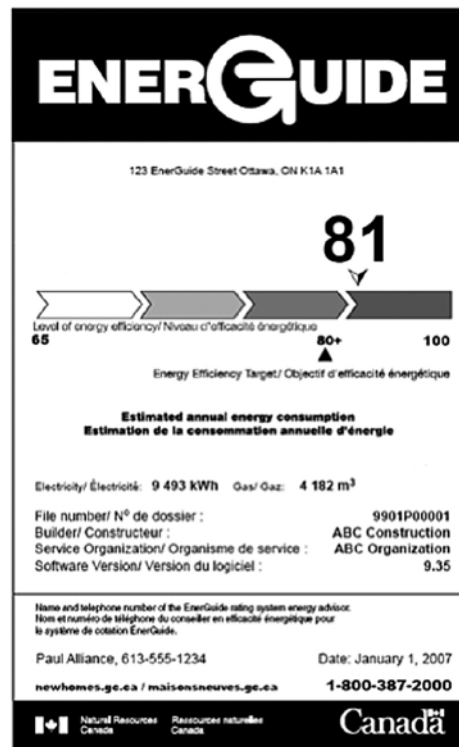 ENERGUIDE
123 EnerGuide Street Ottawa, ON K1A 1A1
81
Level of energy efficiency/ Niveau d'efficacité énergétique
65 80+ 100
Energy Efficiency Target/ Objectif d'efficacité énergétique
Estimated annual energy consumption
Estimation de la consommation annuelle d'énergie
Electricity/ Électricité: 9 493 kWh Gas/ Gaz: 4 182 m³
File number/ Nº de dossier : 9901P00001
Builder/ Constructeur : ABC Construction
Service Organization/ Organisme de service : ABC Organization
Software Version/ Version du logiciel : 9.35
Name and telephone number of the EnerGuide rating system energy advisor.
Nom et numéro de téléphone du conseiller en efficacité énergétique pour
le système de cotation ÉnerGuide.
Paul Alliance, 613-555-1234 Date: January 1, 2007
newhomes.gc.ca / maisonsneuves.gc.ca 1-800-387-2000
Natural Resources Ressources naturelles
Canada Canada
Canada